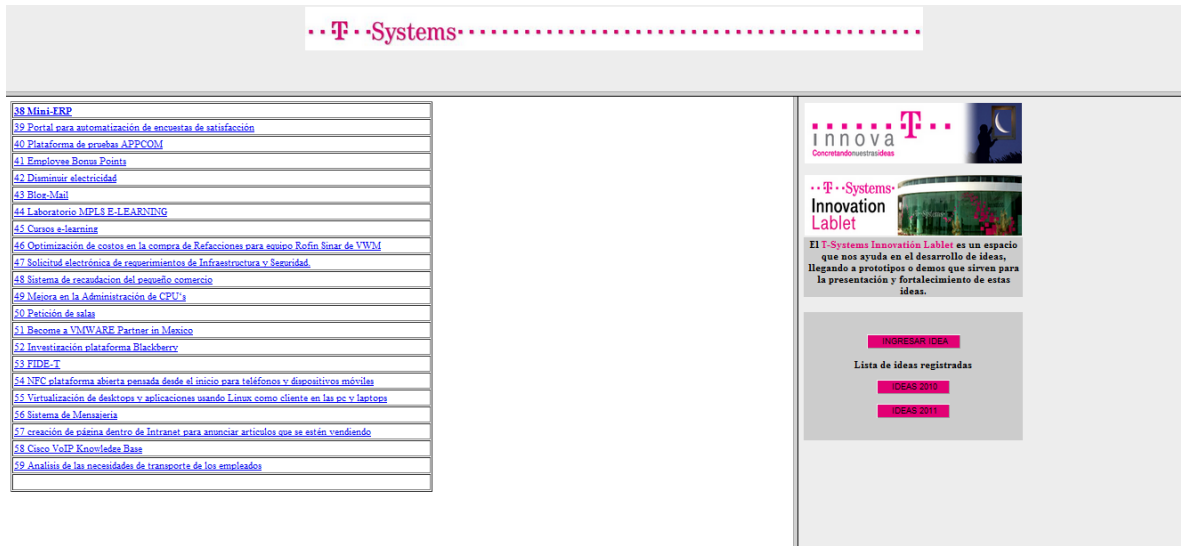 ··T··Systems·
38 Mini-ERP
39 Portal para automatización de encuestas de satisfacción
40 Plataforma de pruebas APPCOM
41 Employee Bonus Points
42 Disminuir electricidad
43 Blog-Mail
44 Laboratorio MPLS E-LEARNING
45 Cursos e-learning
46 Optimización de costos en la compra de Refacciones para equipo Rofin Sinar de VWM
47 Solicitud electrónica de requerimientos de Infraestructura y Seguridad.
48 Sistema de recaudacion del pequeño comercio
49 Mejora en la Administración de CPU's
50 Petición de salas
51 Become a VMWARE Partner in Mexico
52 Investigación plataforma Blackberry
53 FIDE-T
54 NFC plataforma abierta pensada desde el inicio para teléfonos y dispositivos móviles
55 Virtualización de desktops y aplicaciones usando Linux como cliente en las pc y laptops
56 Sistema de Mensajeria
57 creación de página dentro de Intranet para anunciar artículos que se estén vendiendo
58 Cisco VoIP Knowledge Base
59 Analisis de las necesidades de transporte de los empleados
T
innova
Concretandonuestrasideas
··T··Systems·
Innovation
Lablet
El T-Systems Innovatión Lablet es un espacio
que nos ayuda en el desarrollo de ideas,
llegando a prototipos o demos que sirven para
la presentación y fortalecimiento de estas
ideas.
INGRESAR IDEA
Lista de ideas registradas
IDEAS 2010
IDEAS 2011